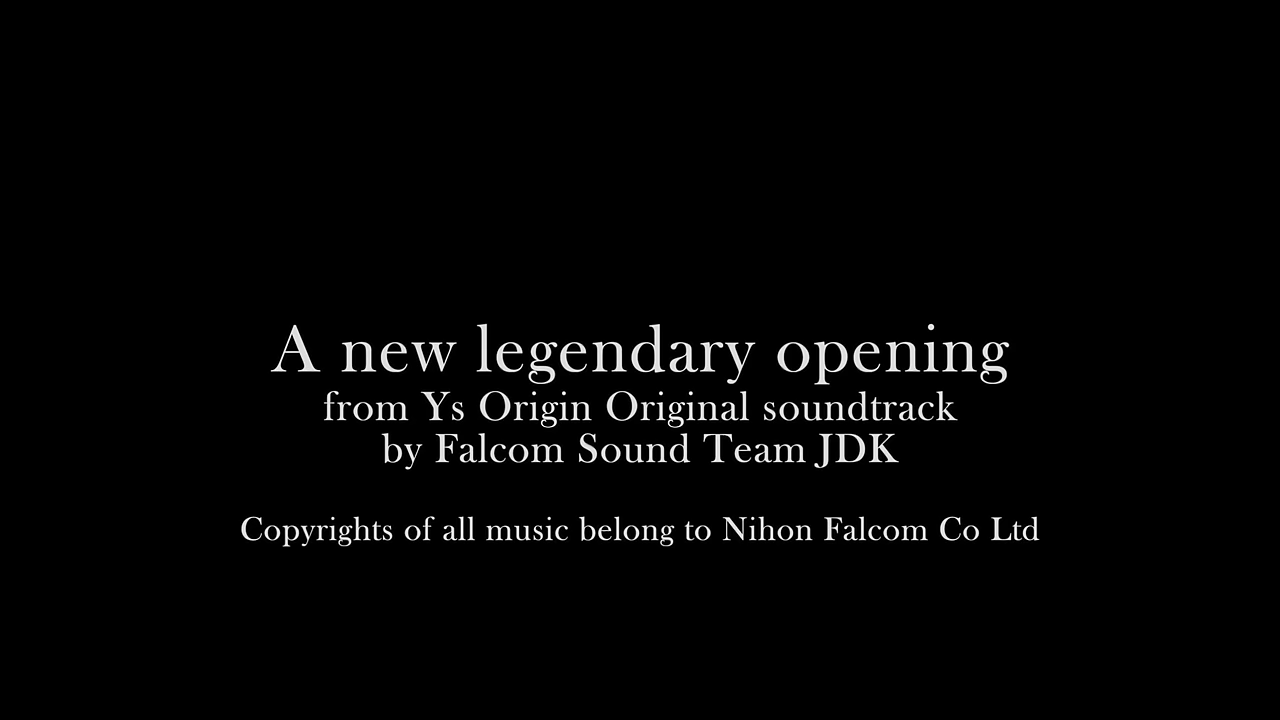 A new legendary opening
from Ys Origin Original soundtrack
by Falcom Sound Team JDK
Copyrights of all music belong to Nihon Falcom Co Ltd